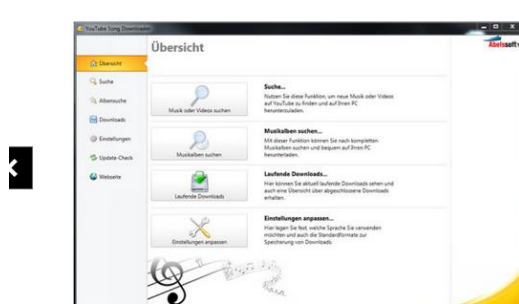 YouTube Song Downloader
Abelssoft
Übersicht
Übersicht
Suche
Albensuche
Downloads
Einstellungen
Update-Check
Webseite
Musik oder Videos suchen
Suche...
Nutzen Sie diese Funktion, um neue Musik oder Videos
auf YouTube zu finden und auf Ihren PC
herunterzuladen.
Musikalben suchen
Musikalben suchen...
Mit dieser Funktion können Sie nach kompletten
Musikalben suchen und bequem auf Ihren PC
herunterladen.
Laufende Downloads
Laufende Downloads...
Hier können Sie aktuell laufende Downloads sehen und
auch eine Übersicht über abgeschlossene Downloads
erhalten.
Einstellungen anpassen
Einstellungen anpassen...
Hier legen Sie fest, welche Sprache Sie verwenden
möchten und auch die Standardformate zur
Speicherung von Downloads.